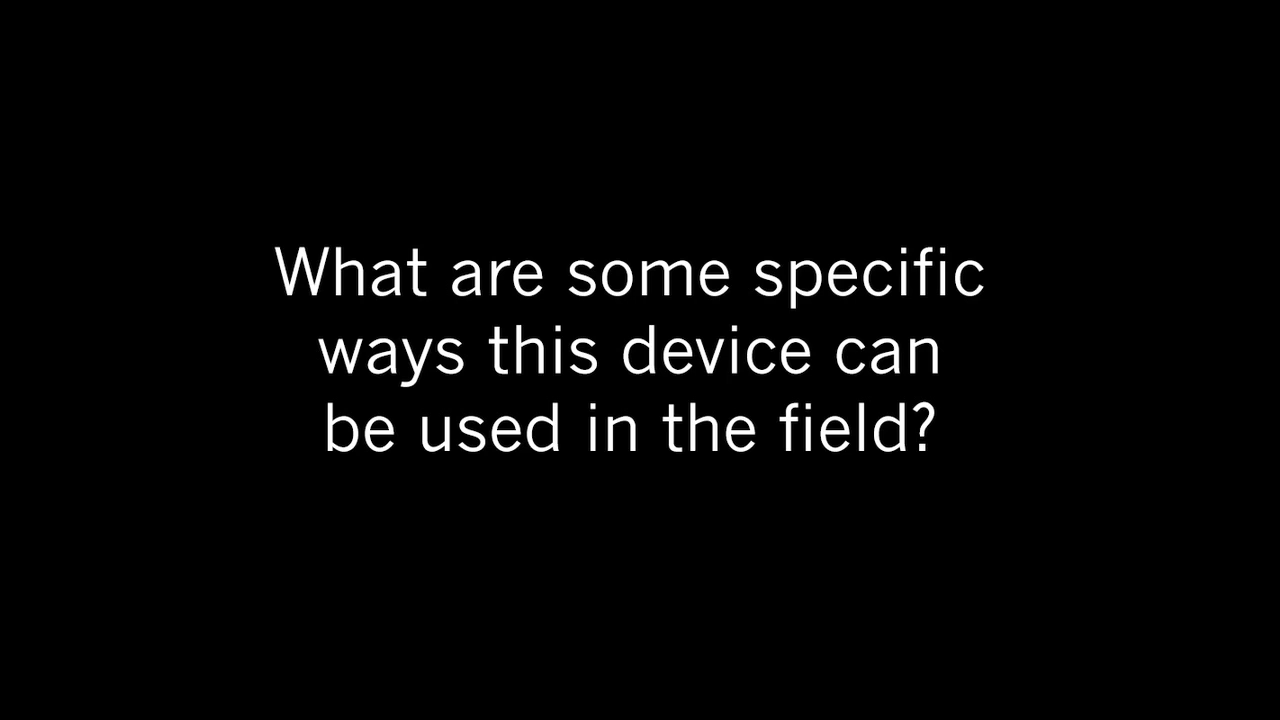 What are some specific
ways this device can
be used in the field?